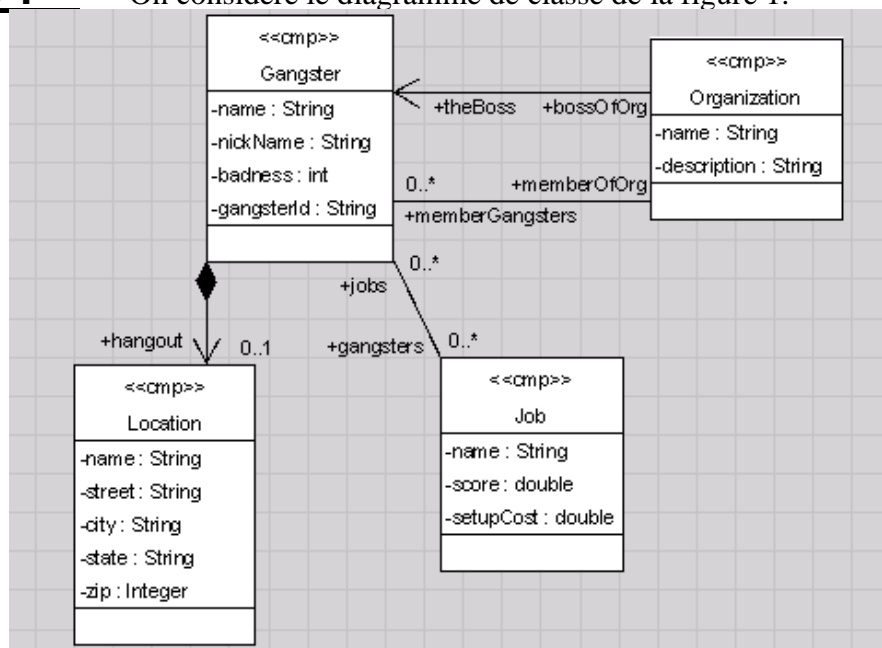 On considère le diagramme de classe de la figure 1.
<<cmp>>
Gangster
-name : String
-nickName : String
-badness : int
-gangsterId : String
<<cmp>>
Organization
-name : String
-description : String
+theBoss +bossOfOrg
0..* +memberOfOrg
+memberGangsters
0..*
+jobs
+hangout 0..1
+gangsters 0..*
<<cmp>>
Location
-name : String
-street : String
-city : String
-state : String
-zip : Integer
<<cmp>>
Job
-name : String
-score : double
-setupCost : double